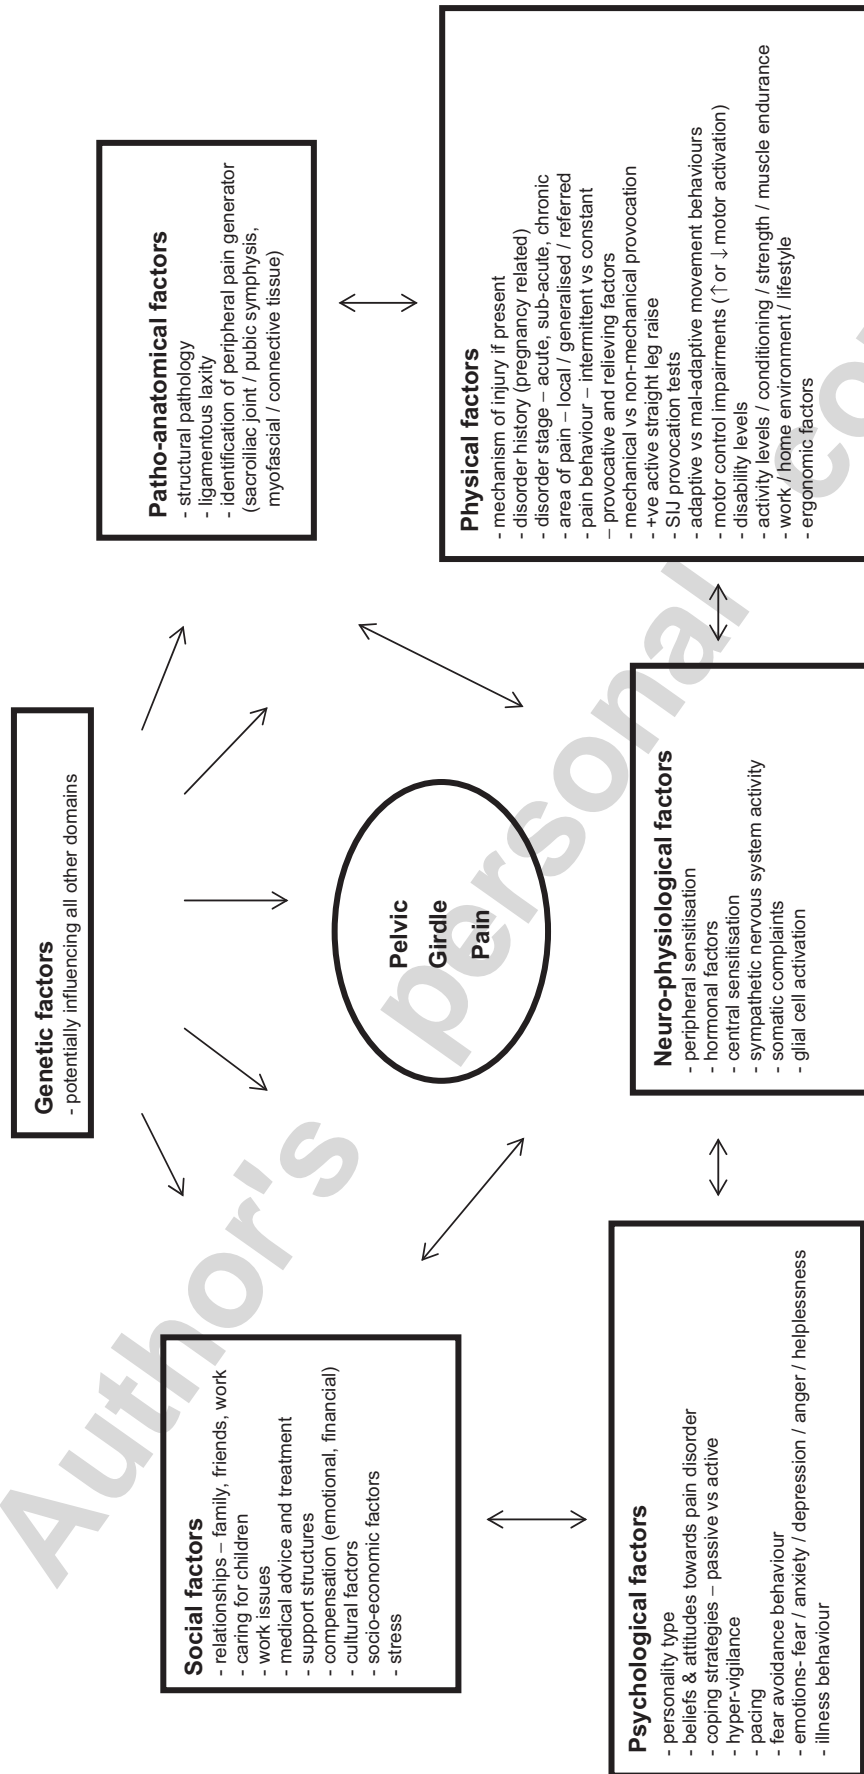 Genetic factors
- potentially influencing all other domains
Social factors
- relationships – family, friends, work
- caring for children
- work issues
- medical advice and treatment
- support structures
- compensation (emotional, financial)
- cultural factors
- socio-economic factors
- stress
Pelvic
Girdle
Pain
Patho-anatomical factors
- structural pathology
- ligamentous laxity
- identification of peripheral pain generator
(sacroiliac joint / pubic symphysis,
myofascial / connective tissue)
Psychological factors
- personality type
- beliefs & attitudes towards pain disorder
- coping strategies – passive vs active
- hyper-vigilance
- pacing
- fear avoidance behaviour
- emotions- fear / anxiety / depression / anger / helplessness
- illness behaviour
Neuro-physiological factors
- peripheral sensitisation
- hormonal factors
- central sensitisation
- sympathetic nervous system activity
- somatic complaints
- glial cell activation
Physical factors
- mechanism of injury if present
- disorder history (pregnancy related)
- disorder stage – acute, sub-acute, chronic
- area of pain – local / generalised / referred
- pain behaviour – intermittent vs constant
– provocative and relieving factors
- mechanical vs non-mechanical provocation
- +ve active straight leg raise
- SIJ provocation tests
- adaptive vs mal-adaptive movement behaviours
- motor control impairments (↑ or ↓ motor activation)
- disability levels
- activity levels / conditioning / strength / muscle endurance
- work / home environment / lifestyle
- ergonomic factors
Author's personal